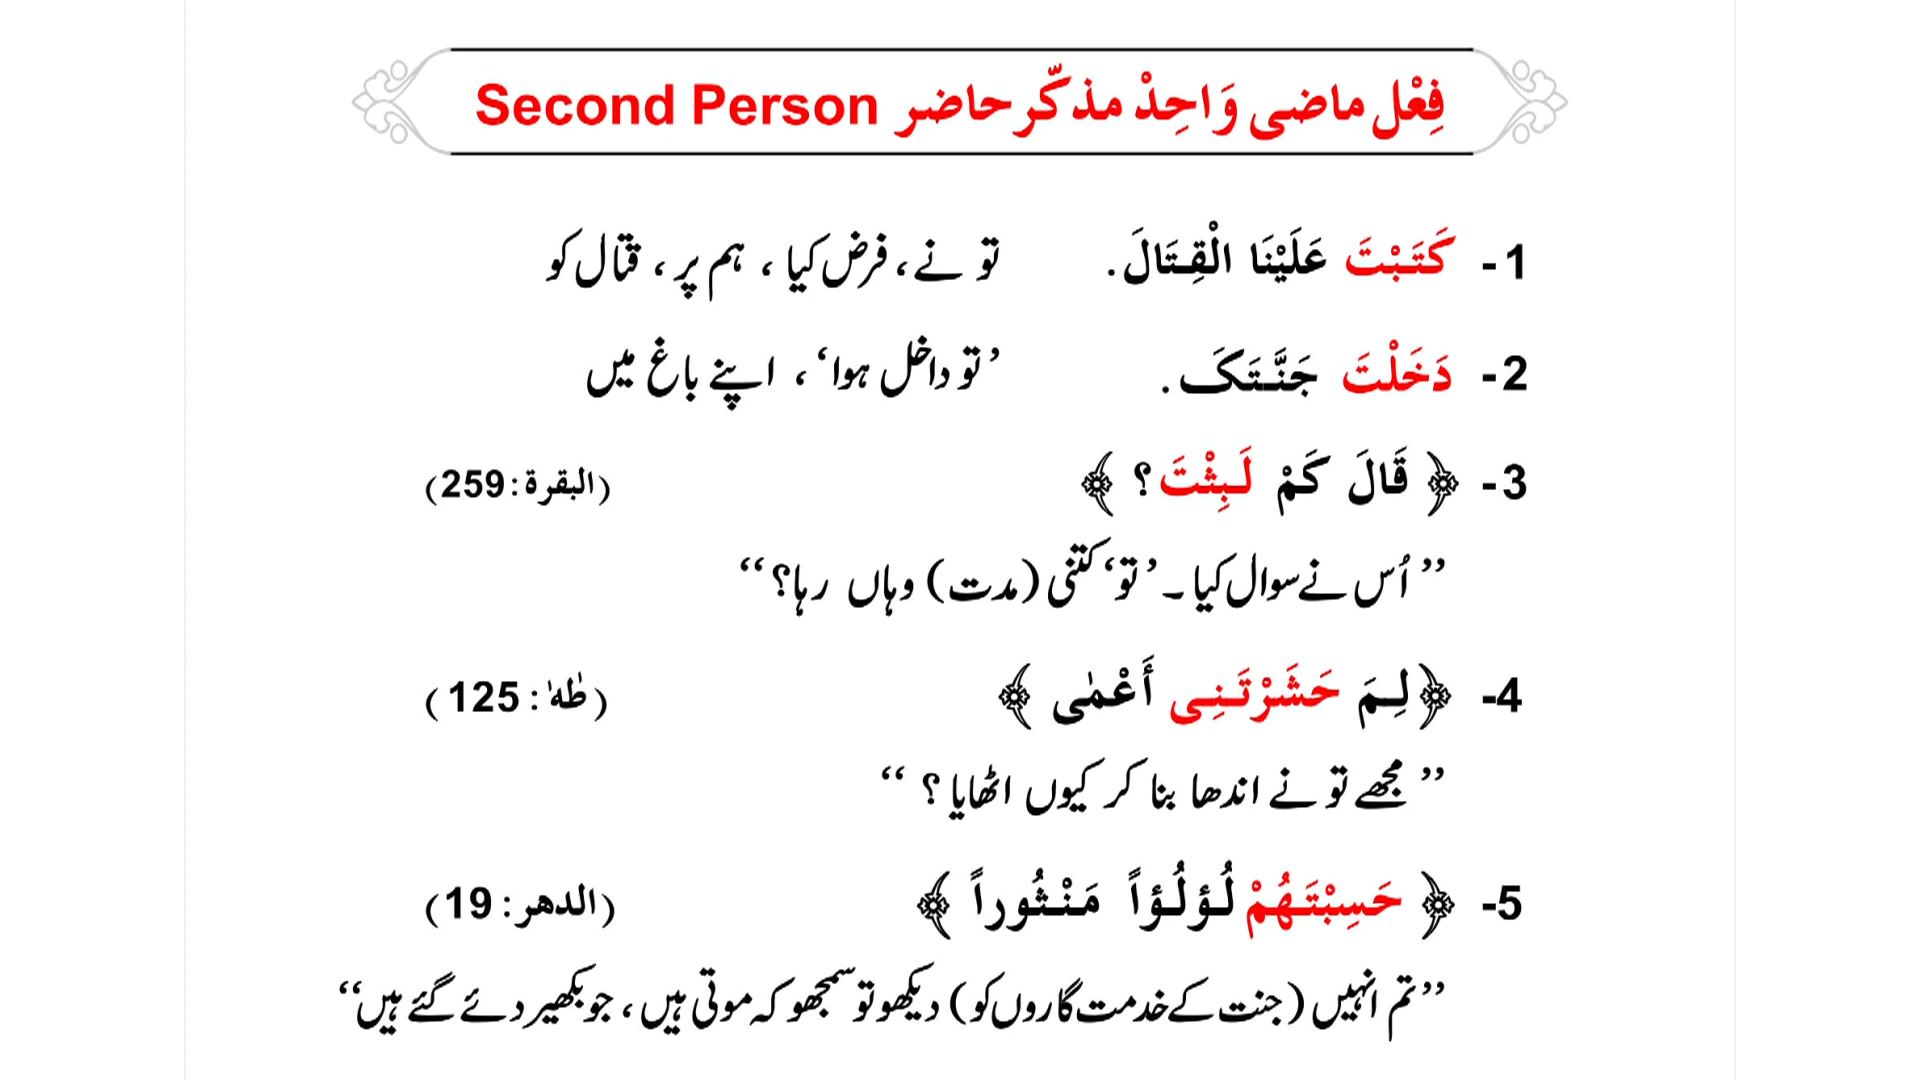 فِعْل ماضی وَاحِدْ مذکّر حاضر Second Person
1- كَتَبْتَ عَلَيْنَا الْقِتَالَ. تو نے، فرض کیا ، ہم پر ، قتال کو
2- دَخَلْتَ جَنَّتَکَ. ’تو داخل ہوا‘، اپنے باغ میں
3- ﴿ قَالَ كَمْ لَبِثْتَ ؟ ﴾ (البقرة: 259)
’’ اُس نے سوال کیا ۔ ’تو‘ کتنی (مدت) وہاں رہا؟‘‘
4- ﴿لِمَ حَشَرْتَنِی أَعْمٰی ﴾ (طٰهٰ : 125)
’’ مجھے تو نے اندھا بنا کر کیوں اٹھایا ؟ ‘‘
5- ﴿ حَسِبْتَهُمْ لُؤلُؤاً مَنْثُوراً ﴾ (الدهر: 19)
’’تم انہیں (جنت کے خدمت گاروں کو) دیکھو تو سمجھو کہ موتی ہیں ، جو بکھیر دئے گئے ہیں‘‘